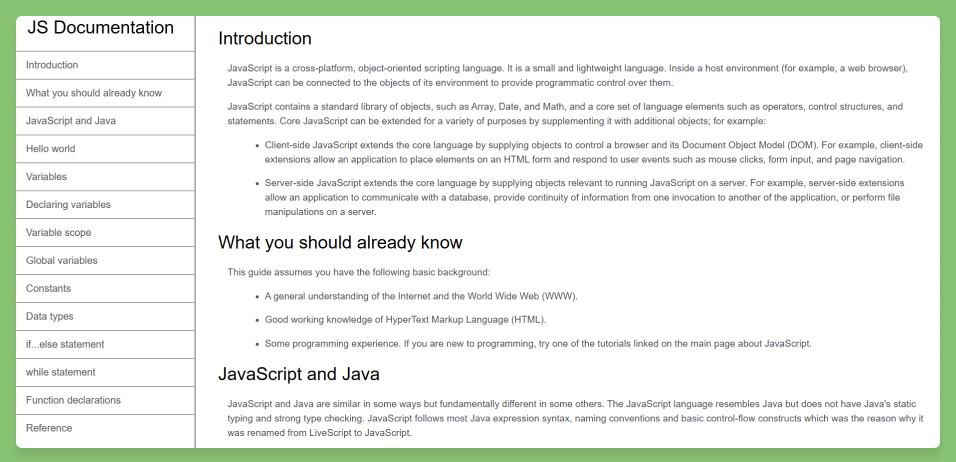 JS Documentation
Introduction
What you should already know
JavaScript and Java
Hello world
Variables
Declaring variables
Variable scope
Global variables
Constants
Data types
if...else statement
while statement
Function declarations
Reference
Introduction
JavaScript is a cross-platform, object-oriented scripting language. It is a small and lightweight language. Inside a host environment (for example, a web browser),
JavaScript can be connected to the objects of its environment to provide programmatic control over them.
JavaScript contains a standard library of objects, such as Array, Date, and Math, and a core set of language elements such as operators, control structures, and
statements. Core JavaScript can be extended for a variety of purposes by supplementing it with additional objects; for example:
• Client-side JavaScript extends the core language by supplying objects to control a browser and its Document Object Model (DOM). For example, client-side
extensions allow an application to place elements on an HTML form and respond to user events such as mouse clicks, form input, and page navigation.
• Server-side JavaScript extends the core language by supplying objects relevant to running JavaScript on a server. For example, server-side extensions
allow an application to communicate with a database, provide continuity of information from one invocation to another of the application, or perform file
manipulations on a server.
What you should already know
This guide assumes you have the following basic background:
• A general understanding of the Internet and the World Wide Web (WWW).
• Good working knowledge of HyperText Markup Language (HTML).
• Some programming experience. If you are new to programming, try one of the tutorials linked on the main page about JavaScript.
JavaScript and Java
JavaScript and Java are similar in some ways but fundamentally different in some others. The JavaScript language resembles Java but does not have Java's static
typing and strong type checking. JavaScript follows most Java expression syntax, naming conventions and basic control-flow constructs which was the reason why it
was renamed from LiveScript to JavaScript.